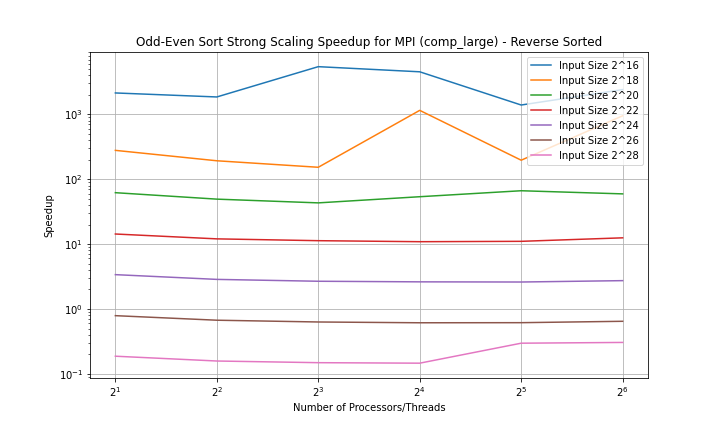 Odd-Even Sort Strong Scaling Speedup for MPI (comp_large) - Reverse Sorted
Input Size 2^16
Input Size 2^18
Input Size 2^20
Input Size 2^22
Input Size 2^24
Input Size 2^26
Input Size 2^28
Speedup
10³
10²
10¹
10⁰
10⁻¹
2¹ 2² 2³ 2⁴ 2⁵ 2⁶
Number of Processors/Threads